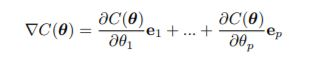 ∇C(θ) = ∂C(θ)/∂θ₁ e₁ + ... + ∂C(θ)/∂θₚ eₚ